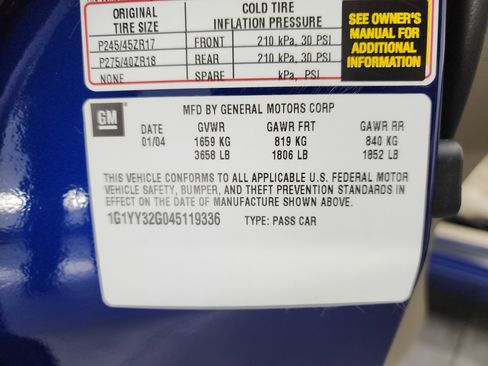 ORIGINAL TIRE SIZE COLD TIRE INFLATION PRESSURE
P245/45ZR17 FRONT 210 kPa, 30 PSI
P275/40ZR18 REAR 210 kPa, 30 PSI
NONE SPARE kPa, PSI
SEE OWNER'S
MANUAL FOR
ADDITIONAL
INFORMATION
GM
MFD BY GENERAL MOTORS CORP
DATE GVWR GAWR FRT GAWR RR
01/04 1659 KG 819 KG 840 KG
3658 LB 1806 LB 1852 LB
THIS VEHICLE CONFORMS TO ALL APPLICABLE U.S. FEDERAL MOTOR
VEHICLE SAFETY, BUMPER, AND THEFT PREVENTION STANDARDS IN
EFFECT ON THE DATE OF MANUFACTURE SHOWN ABOVE.
1G1YY32G045119336 TYPE: PASS CAR